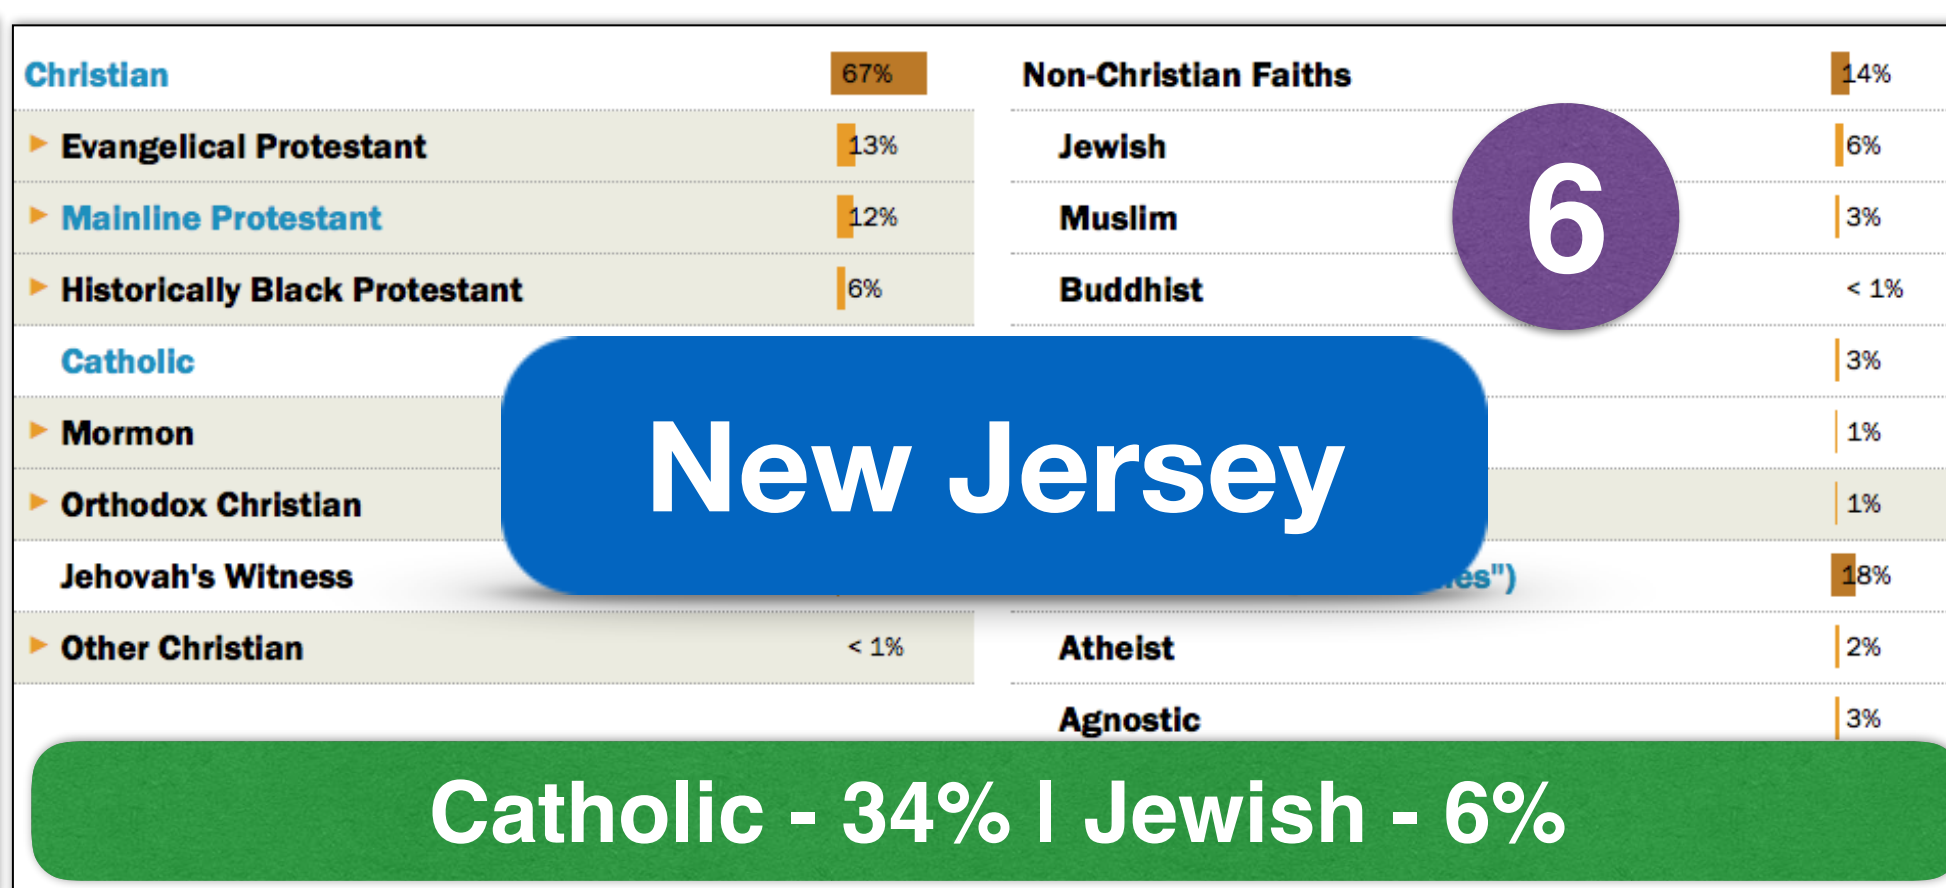 Christian 67%
Evangelical Protestant 13%
Mainline Protestant 12%
Historically Black Protestant 6%
Catholic
Mormon
Orthodox Christian
Jehovah's Witness
Other Christian < 1%
Non-Christian Faiths 14%
Jewish 6%
Muslim 3%
Buddhist < 1%
3%
1%
1%
18%
Atheist 2%
Agnostic 3%
6
New Jersey
Catholic - 34% | Jewish - 6%